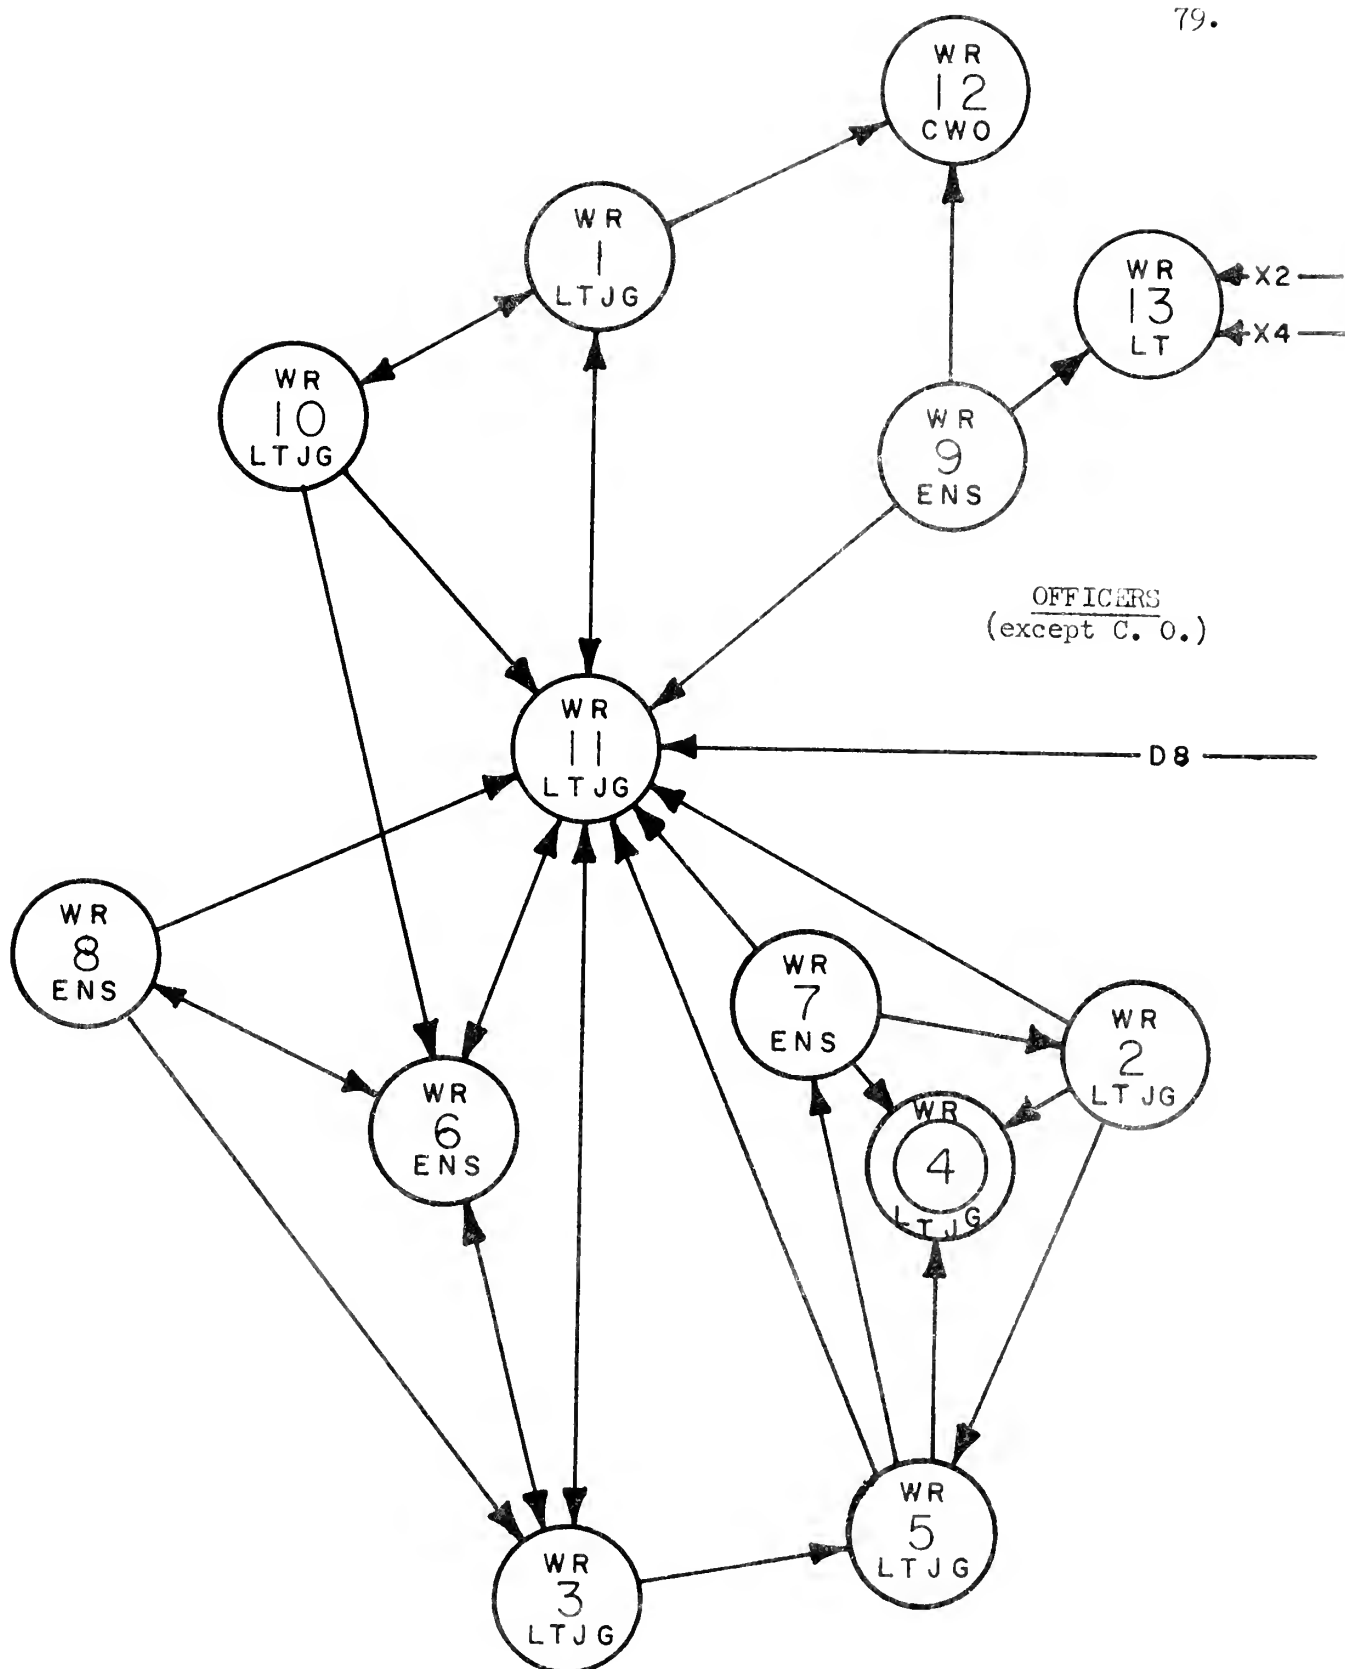 79.
WR
12
CWO
WR
1
LTJG
WR
13
LT
X2
X4
WR
10
LTJG
WR
9
ENS
OFFICERS
(except C. O.)
WR
11
LTJG
D8
WR
8
ENS
WR
7
ENS
WR
2
LTJG
WR
6
ENS
WR
4
LTJG
WR
5
LTJG
WR
3
LTJG